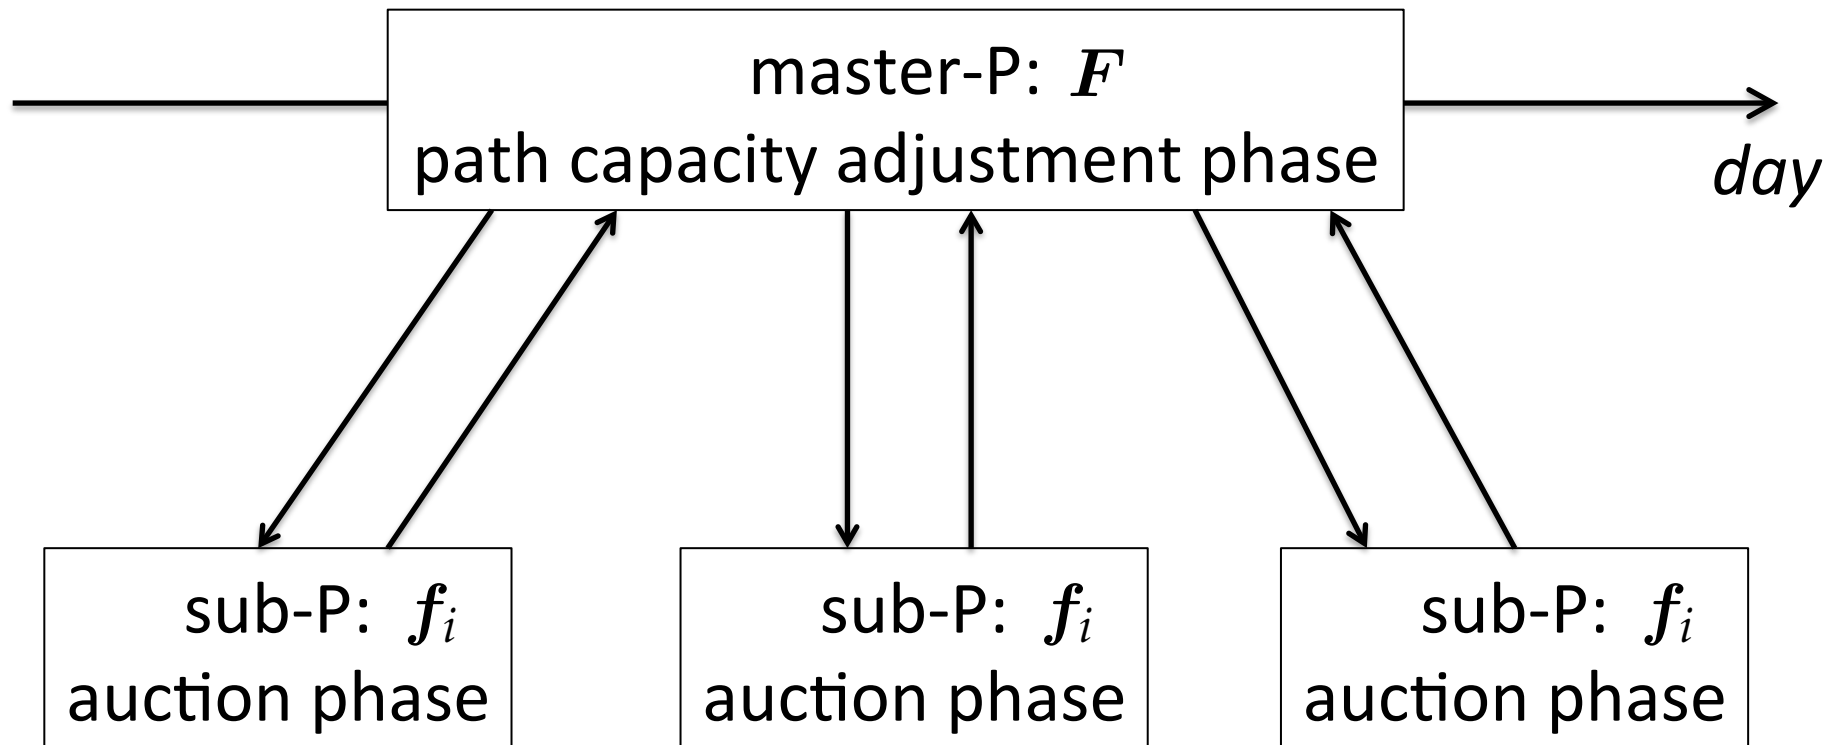 master-P: F
path capacity adjustment phase
day
sub-P: fᵢ
auction phase
sub-P: fᵢ
auction phase
sub-P: fᵢ
auction phase